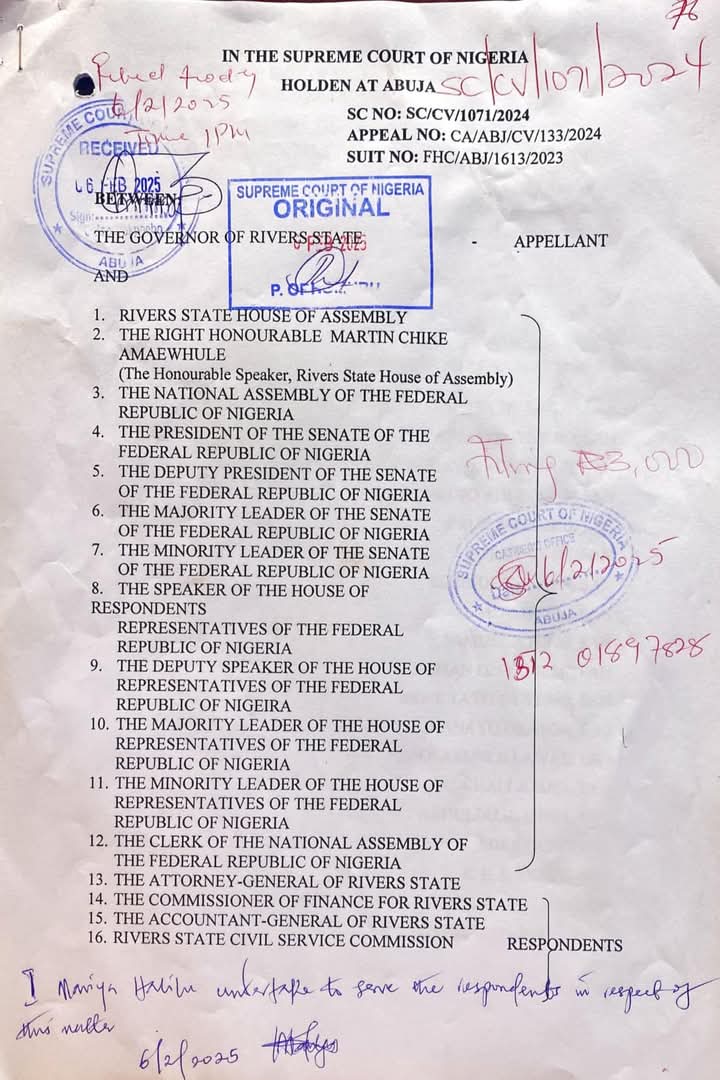 76
IN THE SUPREME COURT OF NIGERIA
HOLDEN AT ABUJA
SC/CV/1071/2024
6/2/2025
Time 1PM
SC NO: SC/CV/1071/2024
APPEAL NO: CA/ABJ/CV/133/2024
SUIT NO: FHC/ABJ/1613/2023
SUPREME COURT
RECEIVED
06 FEB 2025
Sign
ABUJA
BETWEEN:
SUPREME COURT OF NIGERIA
ORIGINAL
6 FEB 2025
THE GOVERNOR OF RIVERS STATE - APPELLANT
AND
1. RIVERS STATE HOUSE OF ASSEMBLY
2. THE RIGHT HONOURABLE MARTIN CHIKE
AMAEWHULE
(The Honourable Speaker, Rivers State House of Assembly)
3. THE NATIONAL ASSEMBLY OF THE FEDERAL
REPUBLIC OF NIGERIA
4. THE PRESIDENT OF THE SENATE OF THE
FEDERAL REPUBLIC OF NIGERIA
5. THE DEPUTY PRESIDENT OF THE SENATE
OF THE FEDERAL REPUBLIC OF NIGERIA
6. THE MAJORITY LEADER OF THE SENATE
OF THE FEDERAL REPUBLIC OF NIGERIA
7. THE MINORITY LEADER OF THE SENATE
OF THE FEDERAL REPUBLIC OF NIGERIA
8. THE SPEAKER OF THE HOUSE OF
RESPONDENTS
REPRESENTATIVES OF THE FEDERAL
REPUBLIC OF NIGERIA
9. THE DEPUTY SPEAKER OF THE HOUSE OF
REPRESENTATIVES OF THE FEDERAL
REPUBLIC OF NIGEIRA
10. THE MAJORITY LEADER OF THE HOUSE OF
REPRESENTATIVES OF THE FEDERAL
REPUBLIC OF NIGERIA
11. THE MINORITY LEADER OF THE HOUSE OF
REPRESENTATIVES OF THE FEDERAL
REPUBLIC OF NIGERIA
12. THE CLERK OF THE NATIONAL ASSEMBLY OF
THE FEDERAL REPUBLIC OF NIGERIA
13. THE ATTORNEY-GENERAL OF RIVERS STATE
14. THE COMMISSIONER OF FINANCE FOR RIVERS STATE
15. THE ACCOUNTANT-GENERAL OF RIVERS STATE
16. RIVERS STATE CIVIL SERVICE COMMISSION RESPONDENTS
Filing ₦3,000
SUPREME COURT OF NIGERIA
CASHIERS OFFICE
6/2/2025
ABUJA
01897828
I Mariya Habibu undertake to serve the respondents in respect of
this matter
6/2/2025